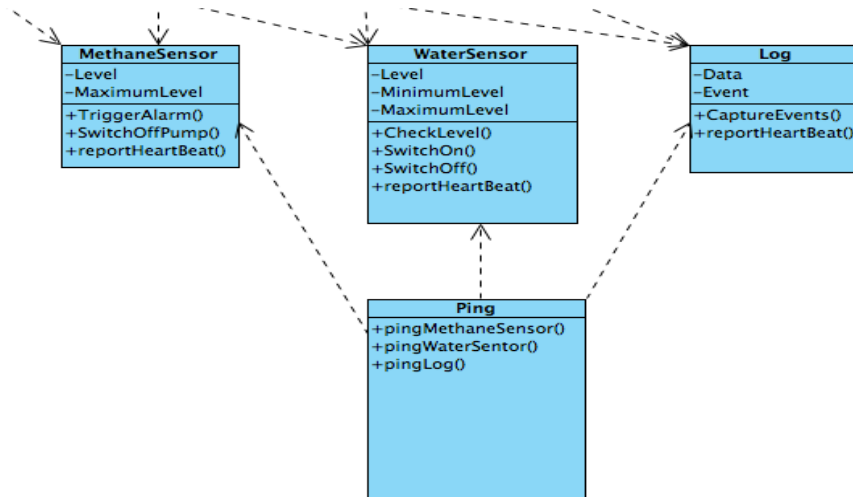 MethaneSensor
-Level
-MaximumLevel
+TriggerAlarm()
+SwitchOffPump()
+reportHeartBeat()
WaterSensor
-Level
-MinimumLevel
-MaximumLevel
+CheckLevel()
+SwitchOn()
+SwitchOff()
+reportHeartBeat()
Log
-Data
-Event
+CaptureEvents()
+reportHeartBeat()
Ping
+pingMethaneSensor()
+pingWaterSentor()
+pingLog()